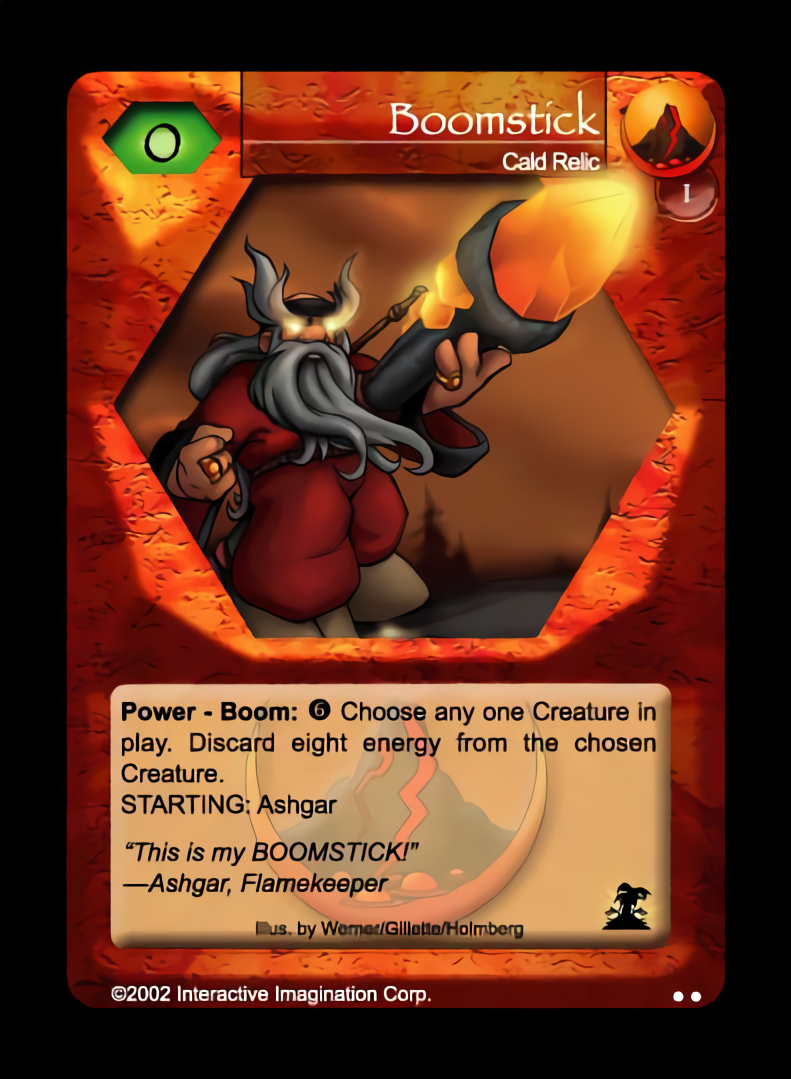 0
Boomstick
Cald Relic
1
Power - Boom: ❻ Choose any one Creature in
play. Discard eight energy from the chosen
Creature.
STARTING: Ashgar
“This is my BOOMSTICK!”
—Ashgar, Flamekeeper
Illus. by Werner/Gillette/Holmberg
©2002 Interactive Imagination Corp.